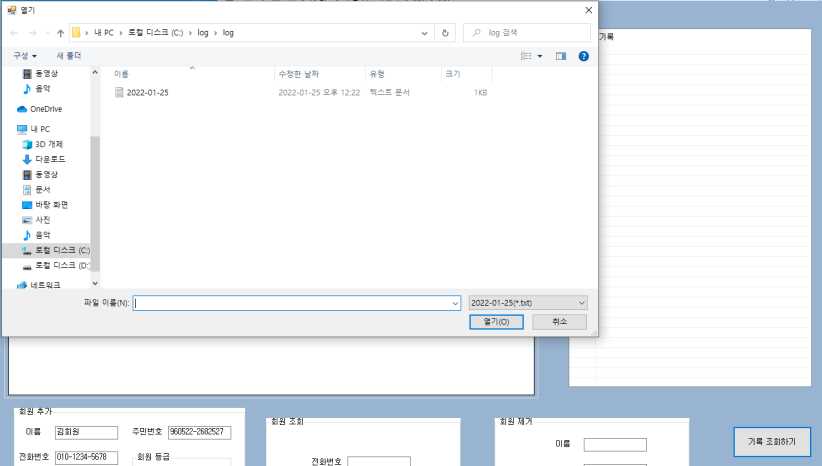 열기
내 PC > 로컬 디스크 (C:) > log > log
log 검색
구성
새 폴더
동영상
음악
OneDrive
내 PC
3D 개체
다운로드
동영상
문서
바탕 화면
사진
음악
로컬 디스크 (C:)
로컬 디스크 (D:)
네트워크
이름 수정한 날짜 유형 크기
2022-01-25 2022-01-25 오후 12:22 텍스트 문서 1KB
파일 이름(N):
2022-01-25(*.txt)
열기(O) 취소
기록
회원 추가
이름 김회원 주민번호 960522-2682527
전화번호 010-1234-5678 회원 등급
회원 조회
전화번호
회원 제거
이름
기록 조회하기